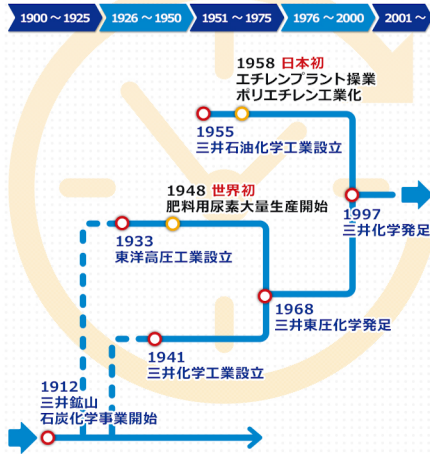 1900 ～ 1925
1926 ～ 1950
1951 ～ 1975
1976 ～ 2000
2001 ～
1958 日本初
エチレンプラント操業
ポリエチレン工業化
1955
三井石油化学工業設立
1948 世界初
肥料用尿素大量生産開始
1997
三井化学発足
1933
東洋高圧工業設立
1968
三井東圧化学発足
1941
三井化学工業設立
1912
三井鉱山
石炭化学事業開始